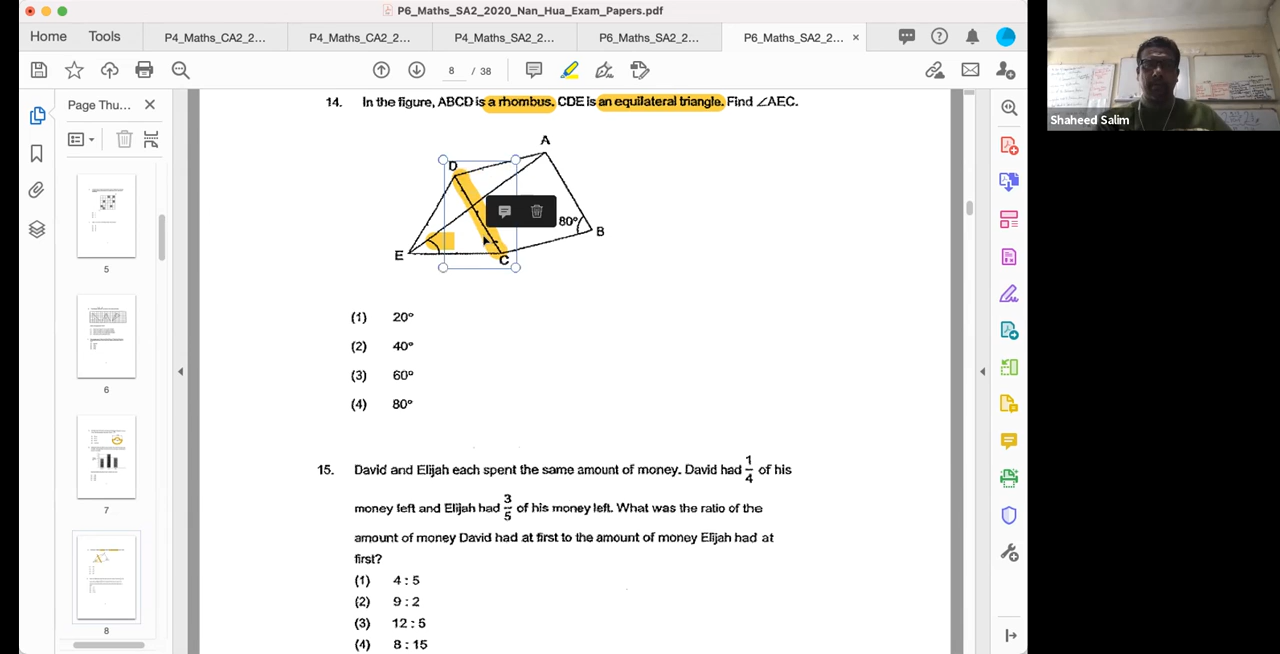 P6_Maths_SA2_2020_Nan_Hua_Exam_Papers.pdf
Home Tools P4_Maths_CA2_2... P4_Maths_CA2_2... P4_Maths_SA2_2... P6_Maths_SA2_2... P6_Maths_SA2_2... ×
8 / 38
Page Thu...
5
6
7
8
14. In the figure, ABCD is a rhombus. CDE is an equilateral triangle. Find ∠AEC.
A
D
80°
B
E
C
(1) 20°
(2) 40°
(3) 60°
(4) 80°
15. David and Elijah each spent the same amount of money. David had 1/4 of his
money left and Elijah had 3/5 of his money left. What was the ratio of the
amount of money David had at first to the amount of money Elijah had at
first?
(1) 4 : 5
(2) 9 : 2
(3) 12 : 5
(4) 8 : 15
Shaheed Salim